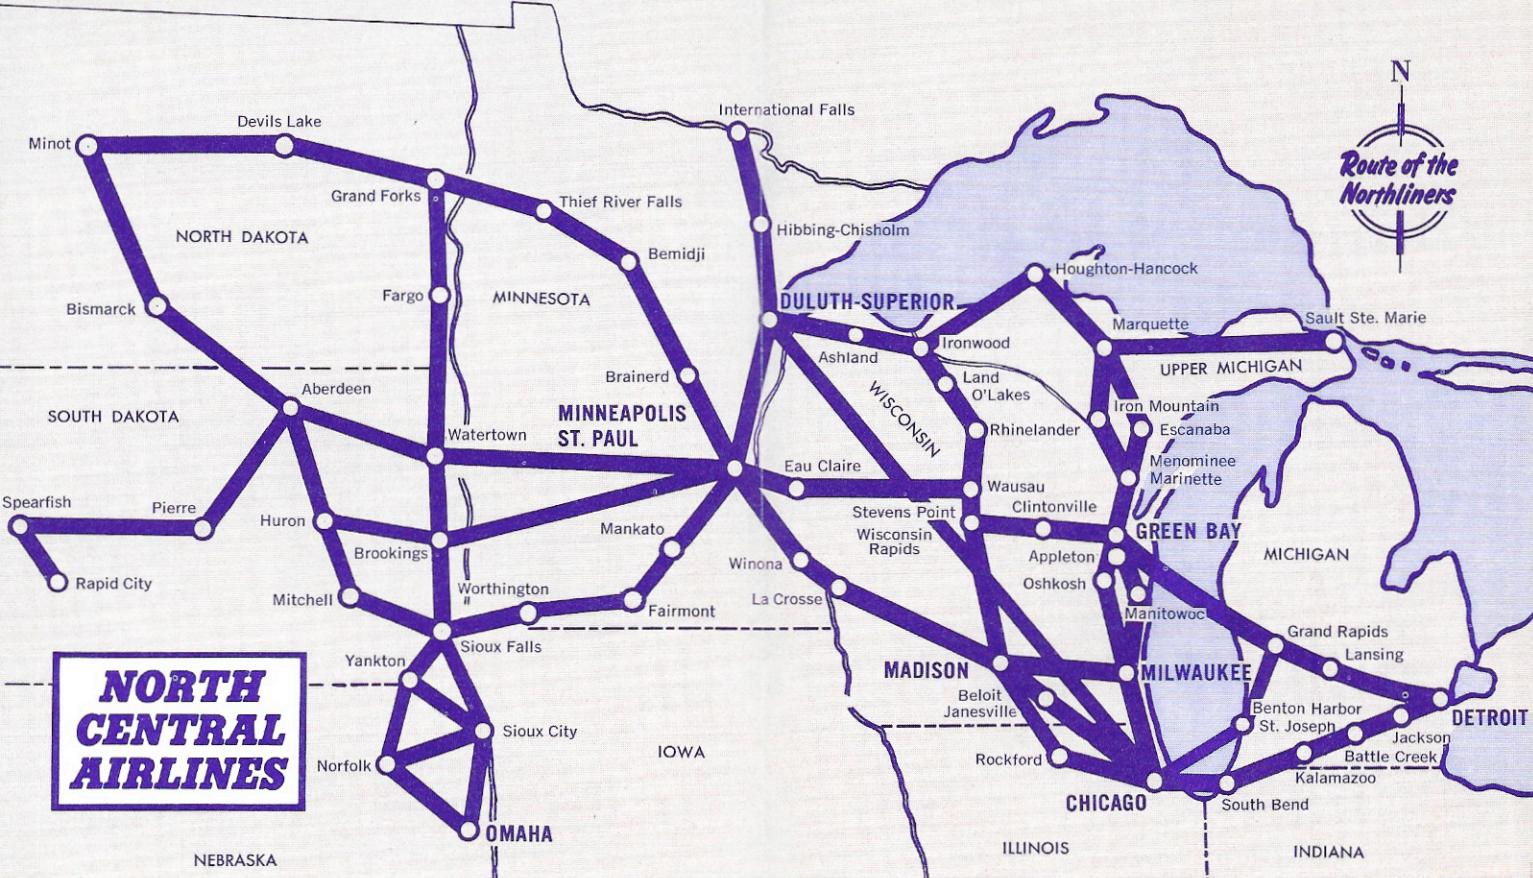 N
Route of the
Northliners
International Falls
Devils Lake
Minot
Grand Forks
Thief River Falls
NORTH DAKOTA
Hibbing-Chisholm
Bemidji
Houghton-Hancock
Fargo
MINNESOTA
DULUTH-SUPERIOR
Bismarck
Sault Ste. Marie
Marquette
Ironwood
Ashland
UPPER MICHIGAN
Brainerd
Land
O'Lakes
Aberdeen
WISCONSIN
SOUTH DAKOTA
MINNEAPOLIS
ST. PAUL
Iron Mountain
Rhinelander
Escanaba
Watertown
Eau Claire
Menominee
Marinette
Wausau
Spearfish
Pierre
Huron
Stevens Point
Clintonville
Mankato
Wisconsin
Rapids
GREEN BAY
Brookings
Appleton
MICHIGAN
Winona
Rapid City
Oshkosh
Worthington
Mitchell
La Crosse
Fairmont
Manitowoc
Grand Rapids
Sioux Falls
Lansing
Yankton
MADISON
MILWAUKEE
NORTH
CENTRAL
AIRLINES
Beloit
Janesville
Benton Harbor
St. Joseph
DETROIT
Sioux City
Jackson
IOWA
Battle Creek
Rockford
Norfolk
Kalamazoo
CHICAGO
South Bend
OMAHA
ILLINOIS
INDIANA
NEBRASKA